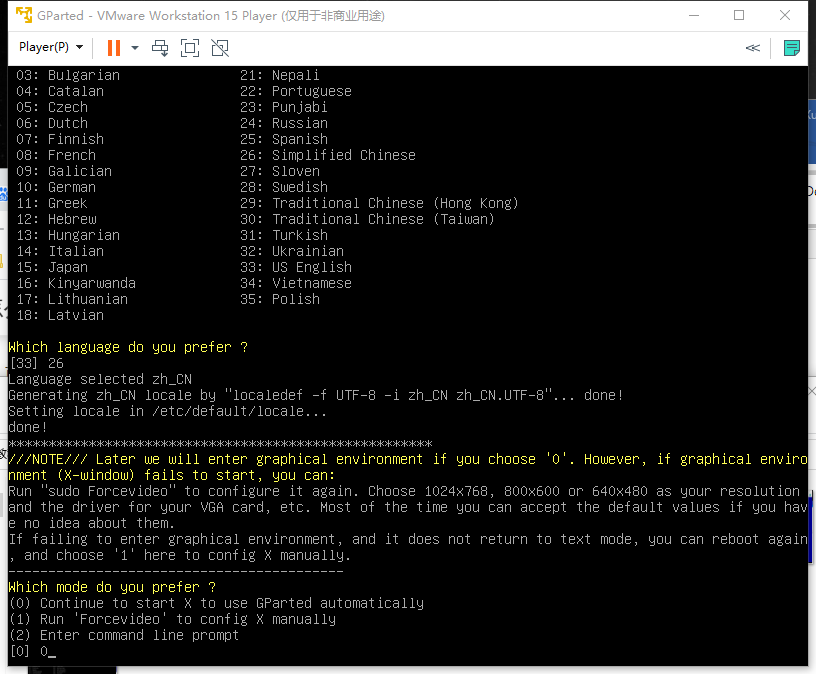 GParted - VMware Workstation 15 Player (仅用于非商业用途)
Player(P)
03: Bulgarian 21: Nepali
04: Catalan 22: Portuguese
05: Czech 23: Punjabi
06: Dutch 24: Russian
07: Finnish 25: Spanish
08: French 26: Simplified Chinese
09: Galician 27: Sloven
10: German 28: Swedish
11: Greek 29: Traditional Chinese (Hong Kong)
12: Hebrew 30: Traditional Chinese (Taiwan)
13: Hungarian 31: Turkish
14: Italian 32: Ukrainian
15: Japan 33: US English
16: Kinyarwanda 34: Vietnamese
17: Lithuanian 35: Polish
18: Latvian
Which language do you prefer ?
[33] 26
Language selected zh_CN
Generating zh_CN locale by "localedef -f UTF-8 -i zh_CN zh_CN.UTF-8"... done!
Setting locale in /etc/default/locale...
done!
*****************************************************
///NOTE/// Later we will enter graphical environment if you choose '0'. However, if graphical enviro
nment (X-window) fails to start, you can:
Run "sudo Forcevideo" to configure it again. Choose 1024x768, 800x600 or 640x480 as your resolution
and the driver for your VGA card, etc. Most of the time you can accept the default values if you hav
e no idea about them.
If failing to enter graphical environment, and it does not return to text mode, you can reboot again
, and choose '1' here to config X manually.
------------------------------------------
Which mode do you prefer ?
(0) Continue to start X to use GParted automatically
(1) Run 'Forcevideo' to config X manually
(2) Enter command line prompt
[0] 0_